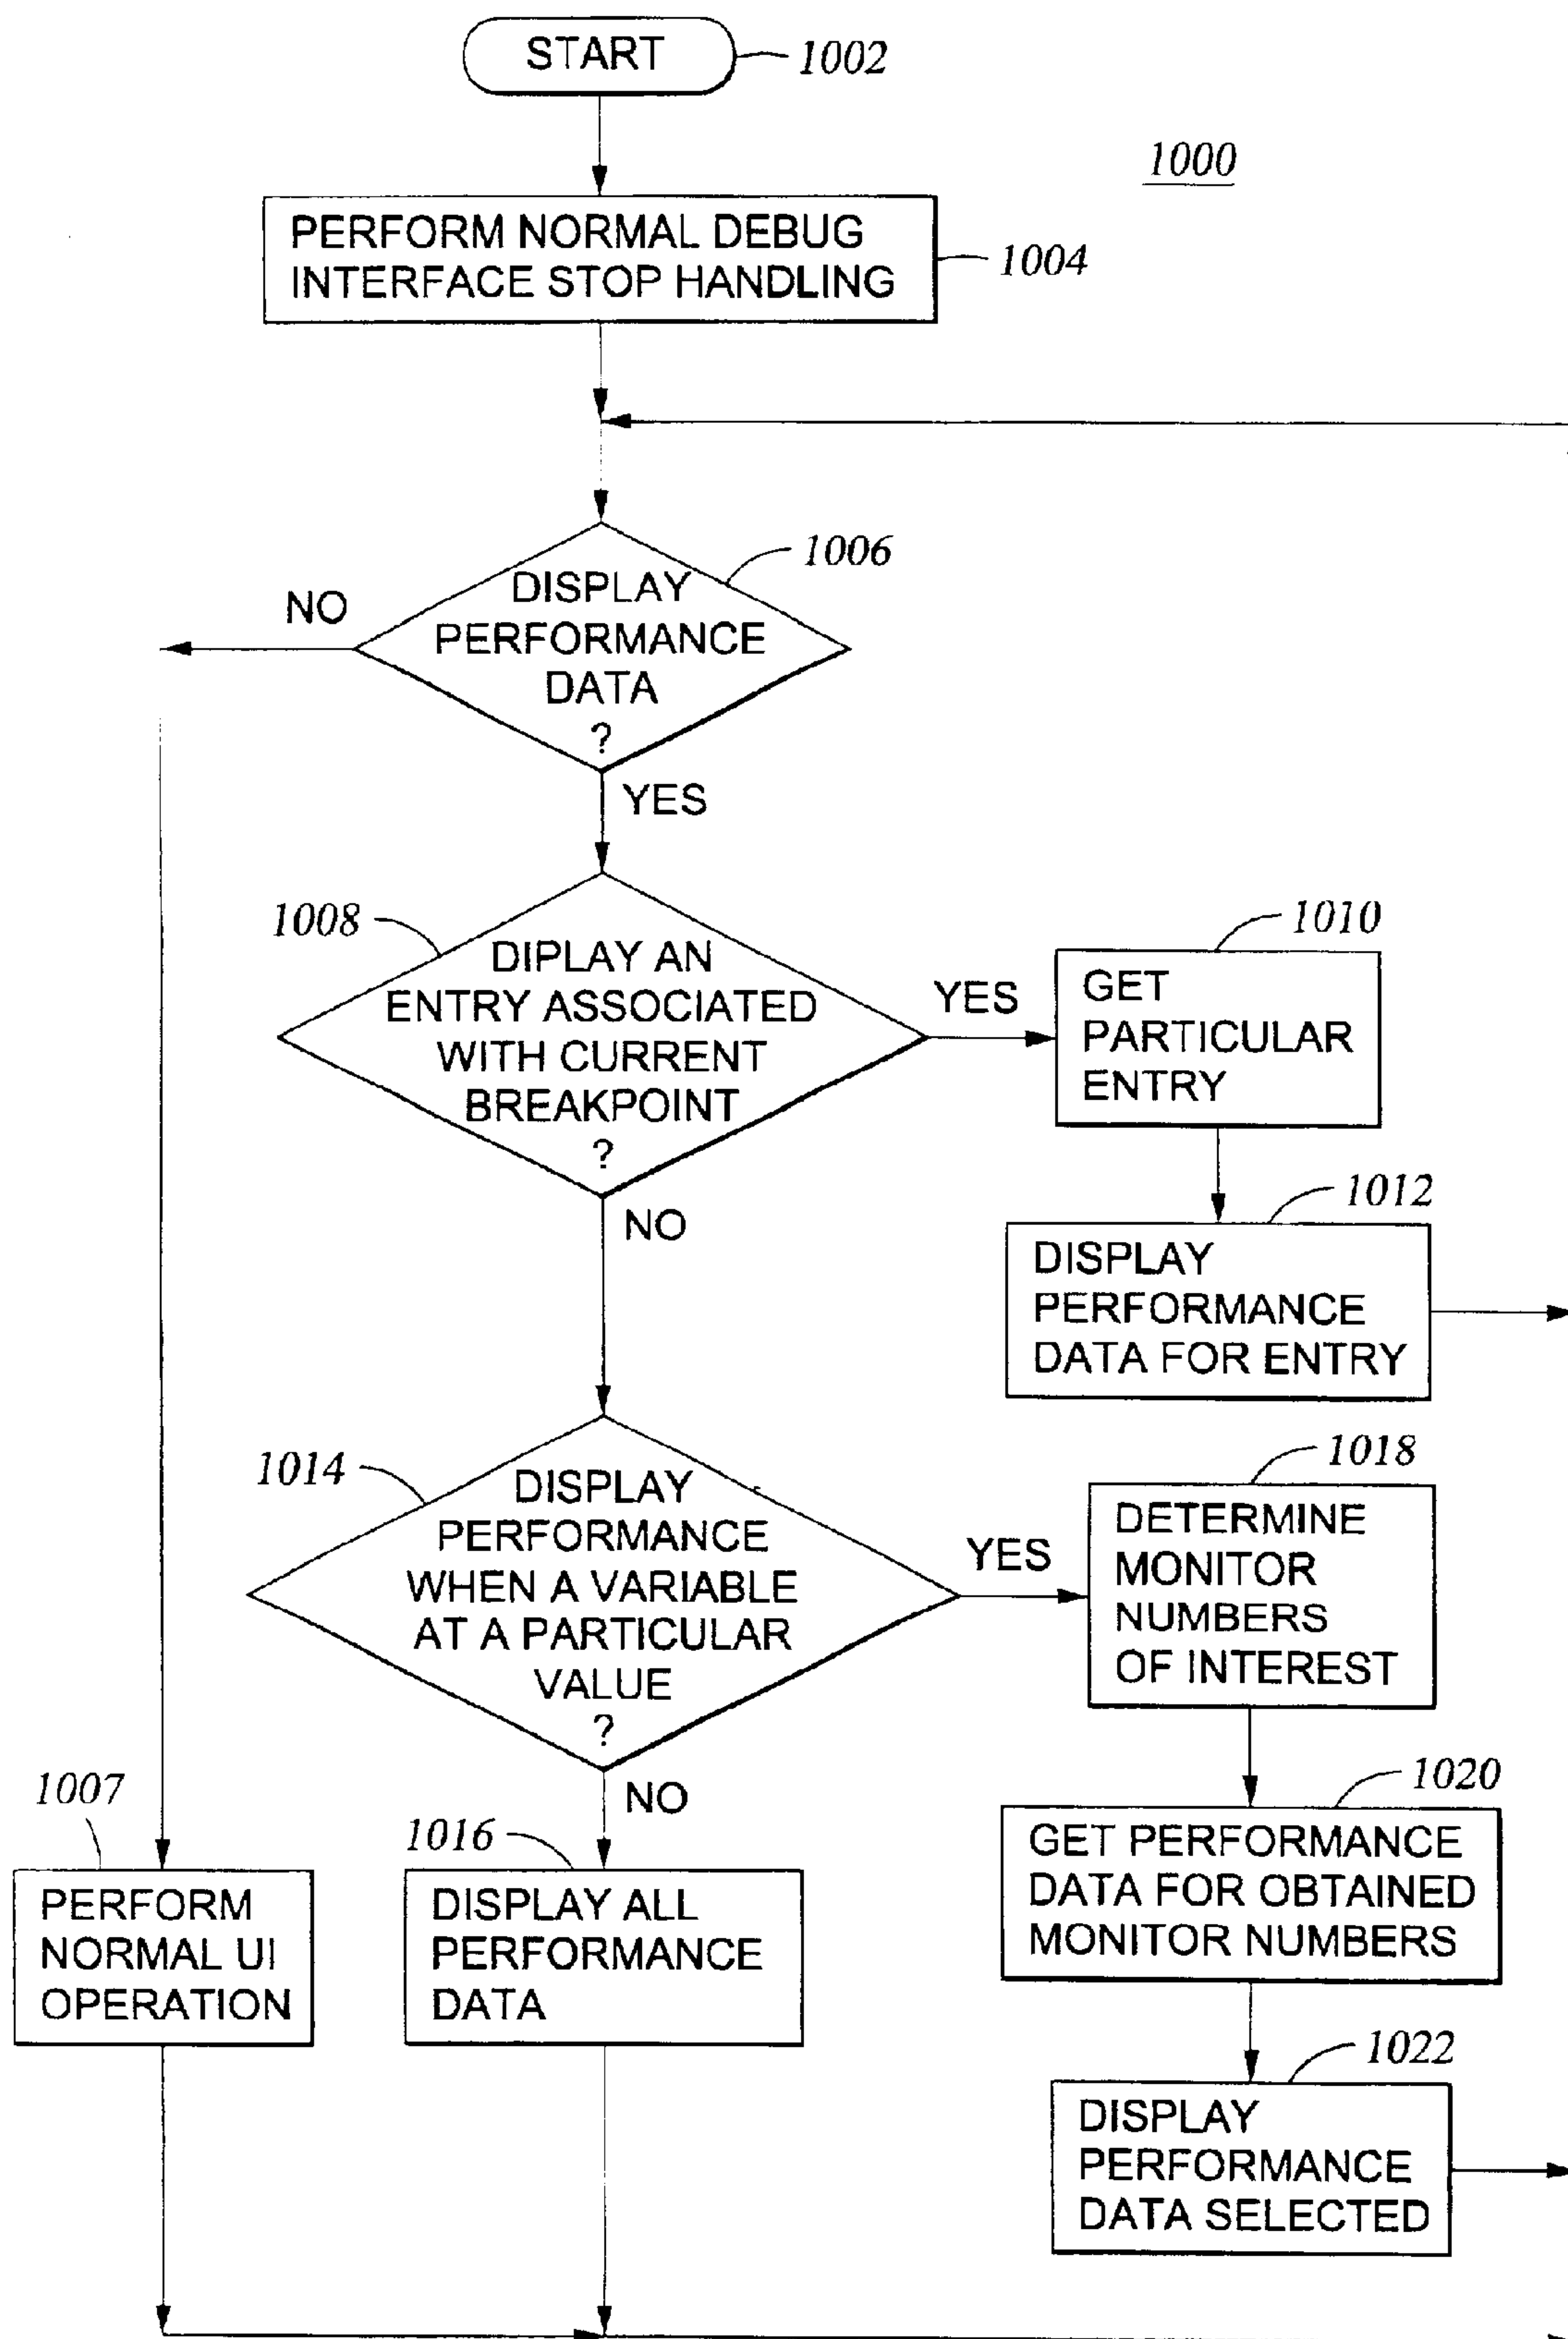 START
1002
1000
PERFORM NORMAL DEBUG
INTERFACE STOP HANDLING
1004
1006
DISPLAY
PERFORMANCE
DATA
?
NO
YES
1008
DIPLAY AN
ENTRY ASSOCIATED
WITH CURRENT
BREAKPOINT
?
YES
1010
GET
PARTICULAR
ENTRY
NO
1012
DISPLAY
PERFORMANCE
DATA FOR ENTRY
1014
DISPLAY
PERFORMANCE
WHEN A VARIABLE
AT A PARTICULAR
VALUE
?
YES
1018
DETERMINE
MONITOR
NUMBERS
OF INTEREST
NO
1007
PERFORM
NORMAL UI
OPERATION
1016
DISPLAY ALL
PERFORMANCE
DATA
1020
GET PERFORMANCE
DATA FOR OBTAINED
MONITOR NUMBERS
1022
DISPLAY
PERFORMANCE
DATA SELECTED